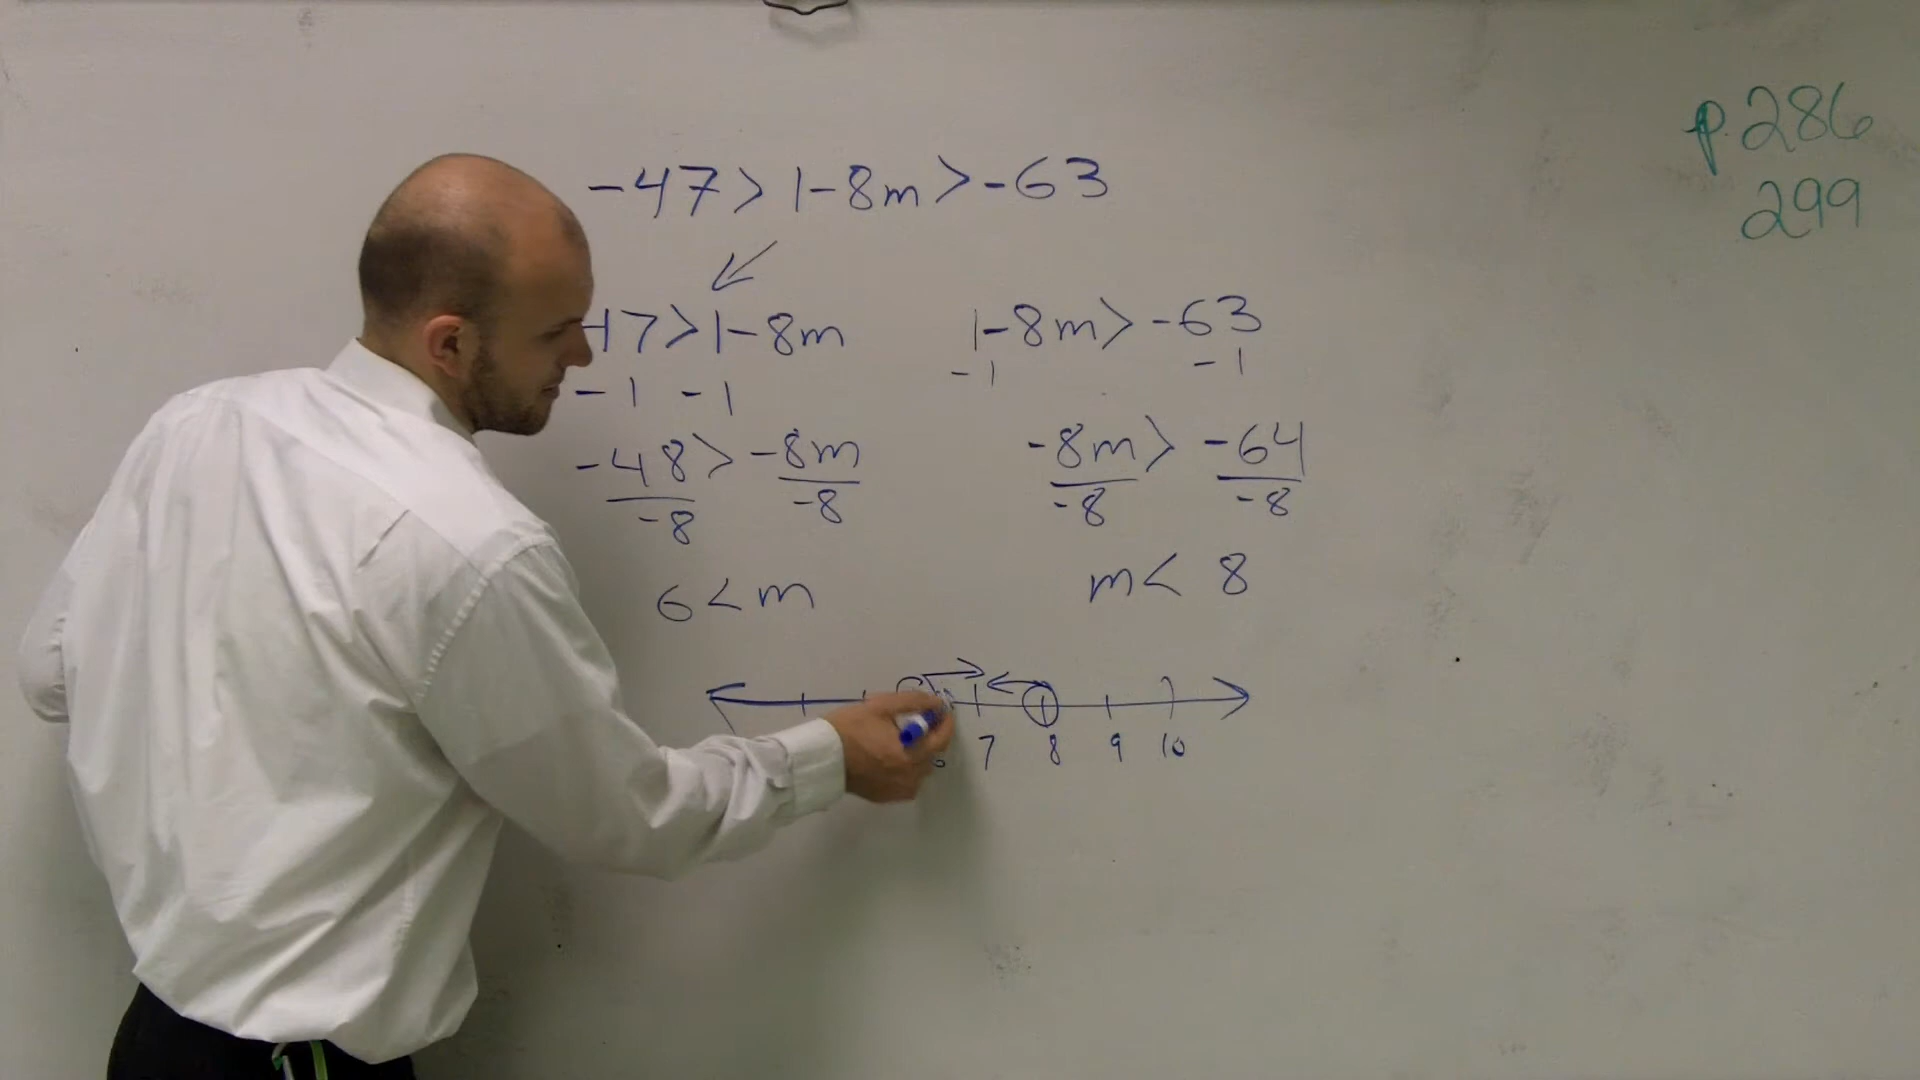 p. 286
299
-47 > 1-8m > -63
47 > 1-8m
-1 -1
-48 > -8m
-8 -8
6 < m
1-8m > -63
-1 -1
-8m > -64
-8 -8
m < 8
6 7 8 9 10